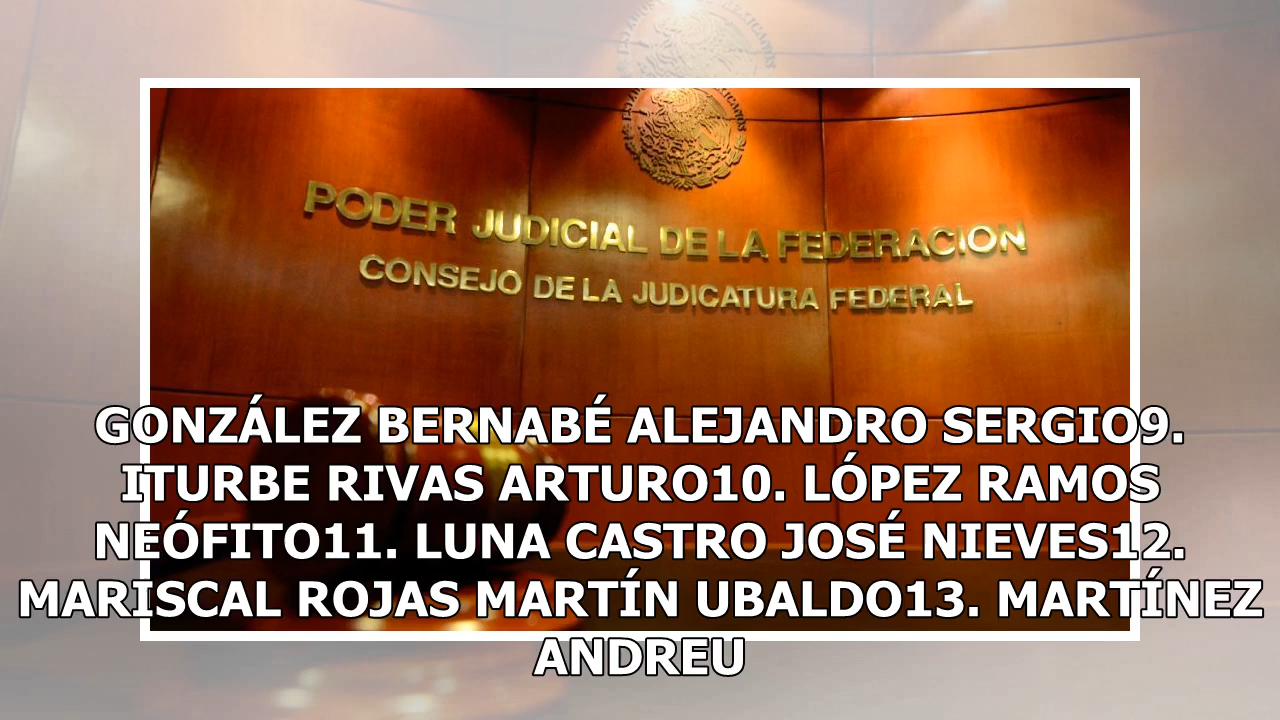 PODER JUDICIAL DE LA FEDERACION
CONSEJO DE LA JUDICATURA FEDERAL
GONZÁLEZ BERNABÉ ALEJANDRO SERGIO9.
ITURBE RIVAS ARTURO10. LÓPEZ RAMOS
NEÓFITO11. LUNA CASTRO JOSÉ NIEVES12.
MARISCAL ROJAS MARTÍN UBALDO13. MARTÍNEZ
ANDREU